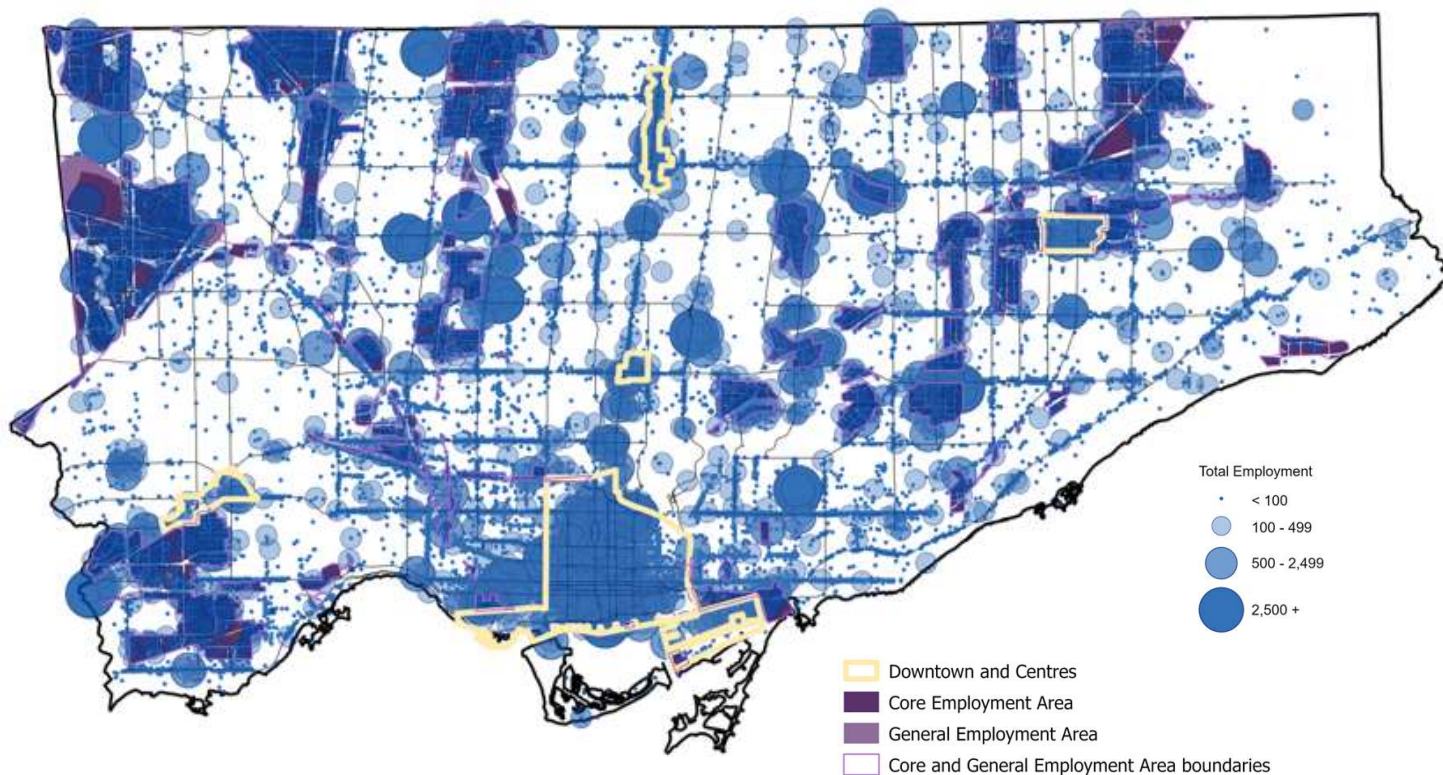 Total Employment
< 100
100 - 499
500 - 2,499
2,500 +
Downtown and Centres
Core Employment Area
General Employment Area
Core and General Employment Area boundaries